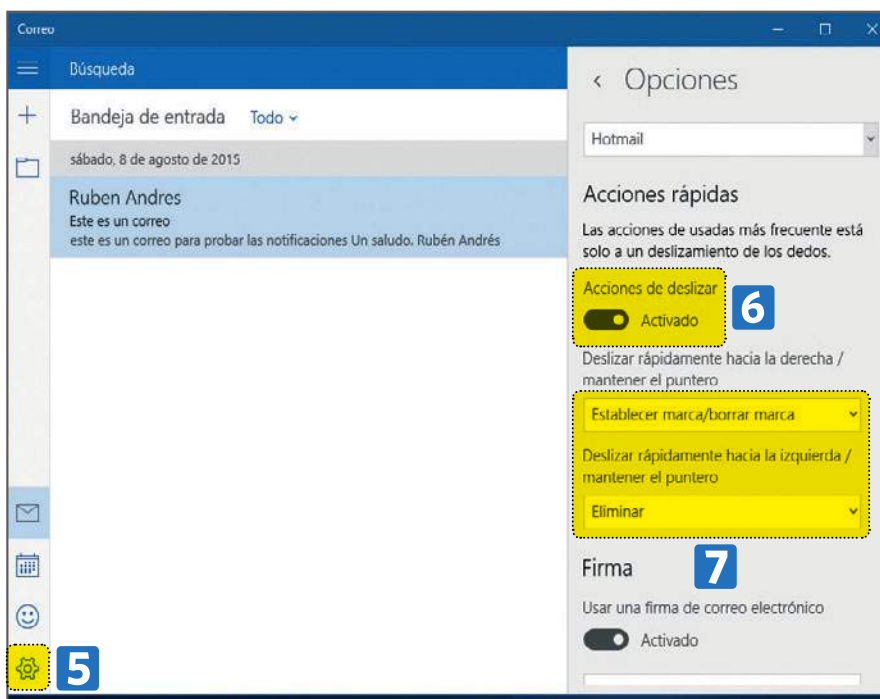 Correo
Búsqueda
Bandeja de entrada Todo
sábado, 8 de agosto de 2015
Ruben Andres
Este es un correo
este es un correo para probar las notificaciones Un saludo. Rubén Andrés
5
Opciones
Hotmail
Acciones rápidas
Las acciones de usadas más frecuente está
solo a un deslizamiento de los dedos.
Acciones de deslizar
Activado
6
Deslizar rápidamente hacia la derecha /
mantener el puntero
Establecer marca/borrar marca
Deslizar rápidamente hacia la izquierda /
mantener el puntero
Eliminar
7
Firma
Usar una firma de correo electrónico
Activado